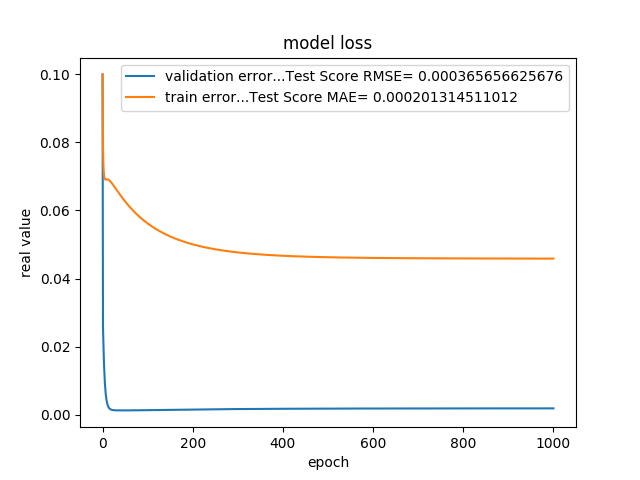 model loss
validation error...Test Score RMSE= 0.000365656625676
train error...Test Score MAE= 0.000201314511012
real value
0.10
0.08
0.06
0.04
0.02
0.00
0 200 400 600 800 1000
epoch